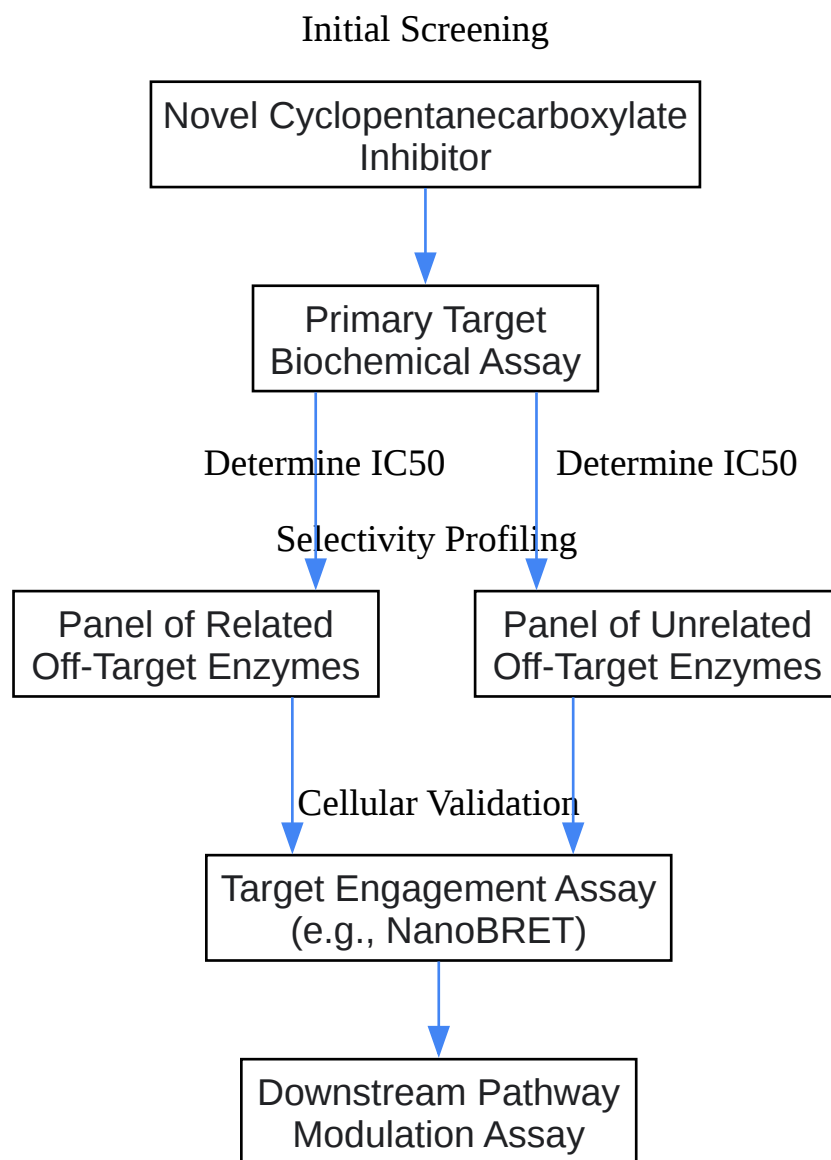 Initial Screening
Novel Cyclopentanecarboxylate
Inhibitor
Primary Target
Biochemical Assay
Determine IC50
Determine IC50
Selectivity Profiling
Panel of Related
Off-Target Enzymes
Panel of Unrelated
Off-Target Enzymes
Cellular Validation
Target Engagement Assay
(e.g., NanoBRET)
Downstream Pathway
Modulation Assay